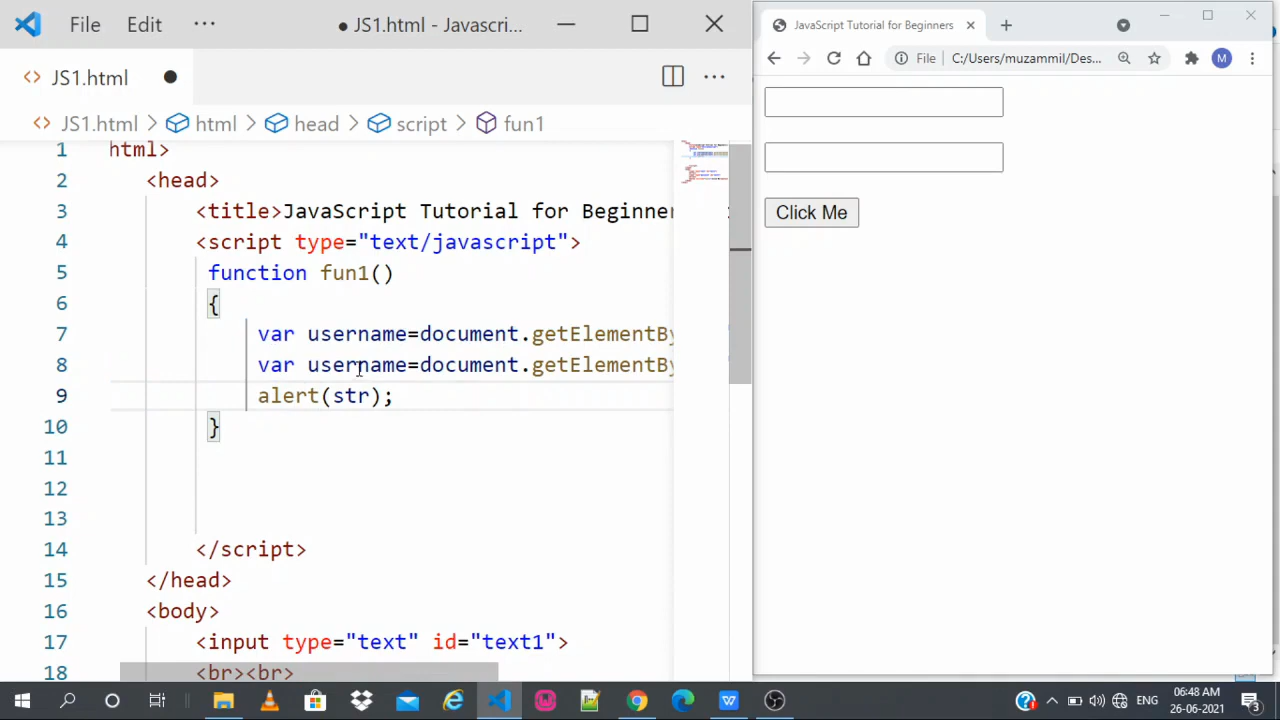 File Edit ··· ● JS1.html - Javascri...
JS1.html ●
JS1.html > html > head > script > fun1
1 html>
2 <head>
3 <title>JavaScript Tutorial for Beginner
4 <script type="text/javascript">
5 function fun1()
6 {
7 var username=document.getElementBy
8 var username=document.getElementBy
9 alert(str);
10 }
11
12
13
14 </script>
15 </head>
16 <body>
17 <input type="text" id="text1">
18 <br><br>
JavaScript Tutorial for Beginners
File C:/Users/muzammil/Des... M
Click Me
ENG 06:48 AM
26-06-2021 3